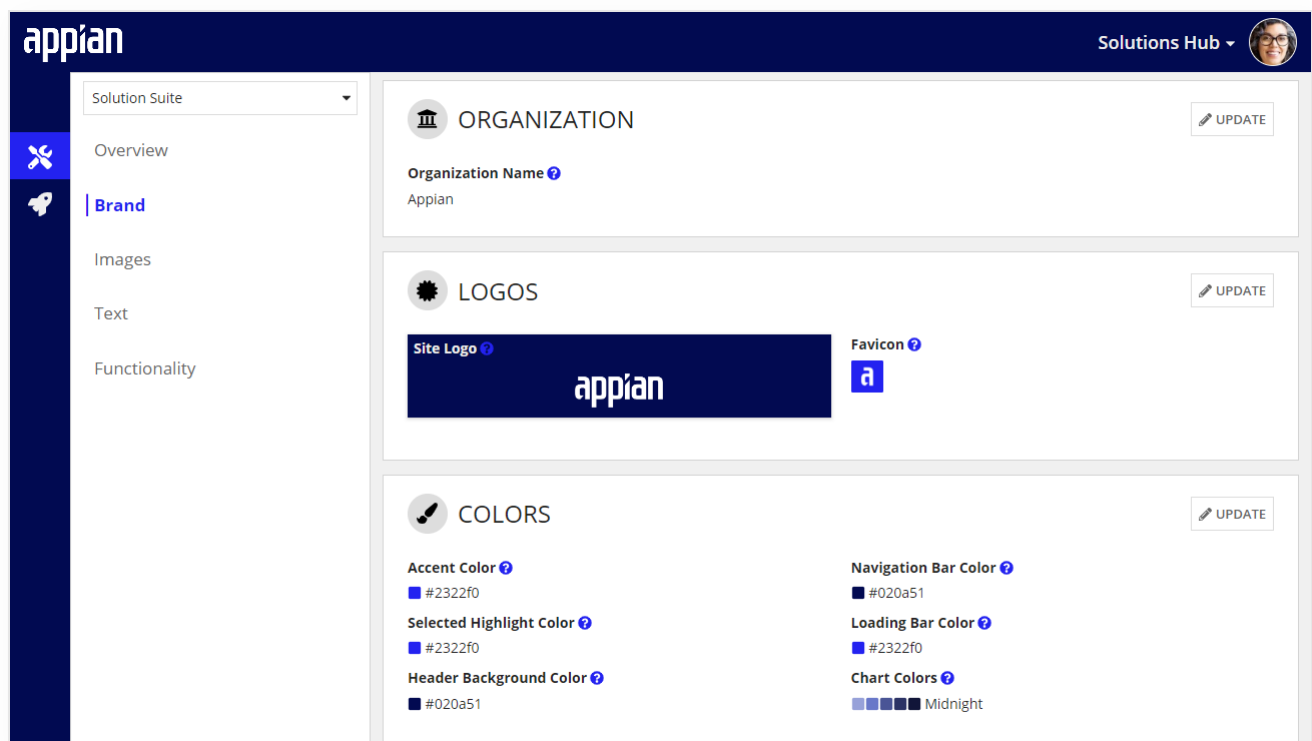 appian
Solutions Hub
Solution Suite
Overview
Brand
Images
Text
Functionality
ORGANIZATION
UPDATE
Organization Name ?
Appian
LOGOS
UPDATE
Site Logo ?
appian
Favicon ?
a
COLORS
UPDATE
Accent Color ?
#2322f0
Navigation Bar Color ?
#020a51
Selected Highlight Color ?
#2322f0
Loading Bar Color ?
#2322f0
Header Background Color ?
#020a51
Chart Colors ?
Midnight